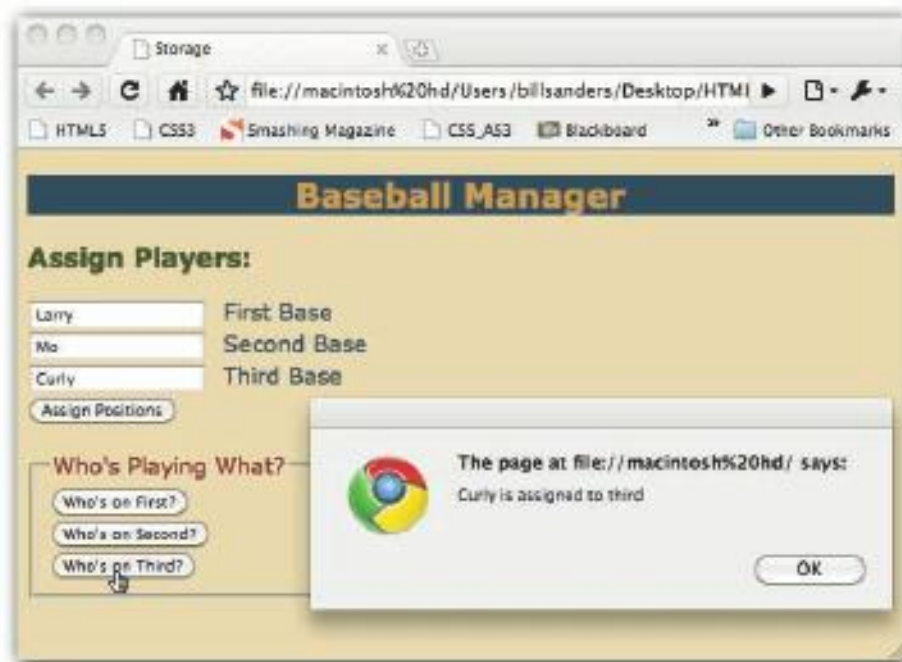 Storage
file://macintosh%20hd/Users/billsanders/Desktop/HTMl
HTML5 CSS3 Smashing Magazine CSS_AS3 Blackboard » Other Bookmarks
Baseball Manager
Assign Players:
Larry First Base
Mo Second Base
Curly Third Base
Assign Positions
Who's Playing What?
Who's on First?
Who's on Second?
Who's on Third?
The page at file://macintosh%20hd/ says:
Curly is assigned to third
OK